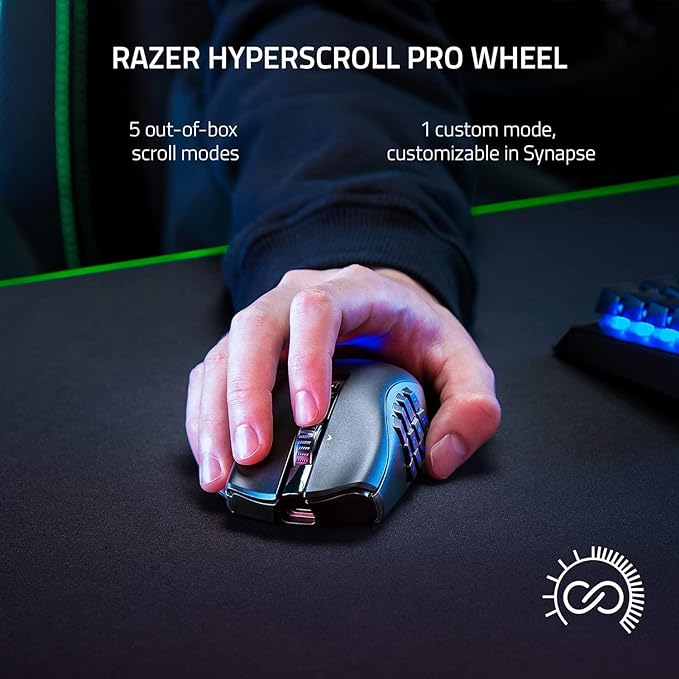 RAZER HYPERSCROLL PRO WHEEL
5 out-of-box
scroll modes
1 custom mode,
customizable in Synapse